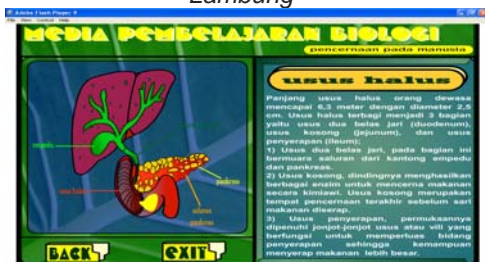 Lambung
Adobe Flash Player 9
File View Control Help
MEDIA PEMBELAJARAN BIOLOGI
pencernaan pada manusia
usus halus
Panjang usus halus orang dewasa
mencapai 6,3 meter dengan diameter 2,5
cm. Usus halus terbagi menjadi 3 bagian
yaitu usus dua belas jari (duodenum),
usus kosong (jejunum), dan usus
penyerapan (ileum);
1) Usus dua belas jari, pada bagian ini
bermuara saluran dari kantong empedu
dan pankreas.
2) Usus kosong, dindingnya menghasilkan
berbagai enzim untuk mencerna makanan
secara kimiawi. Usus kosong merupakan
tempat pencernaan terakhir sebelum sari
makanan diserap.
3) Usus penyerapan, permukaannya
dipenuhi jonjot-jonjot usus atau vili yang
berfungsi untuk memperluas bidang
penyerapan sehingga kemampuan
menyerap makanan lebih besar.
empedu
usus halus
pankreas
saluran
pankreas
BACK
EXIT